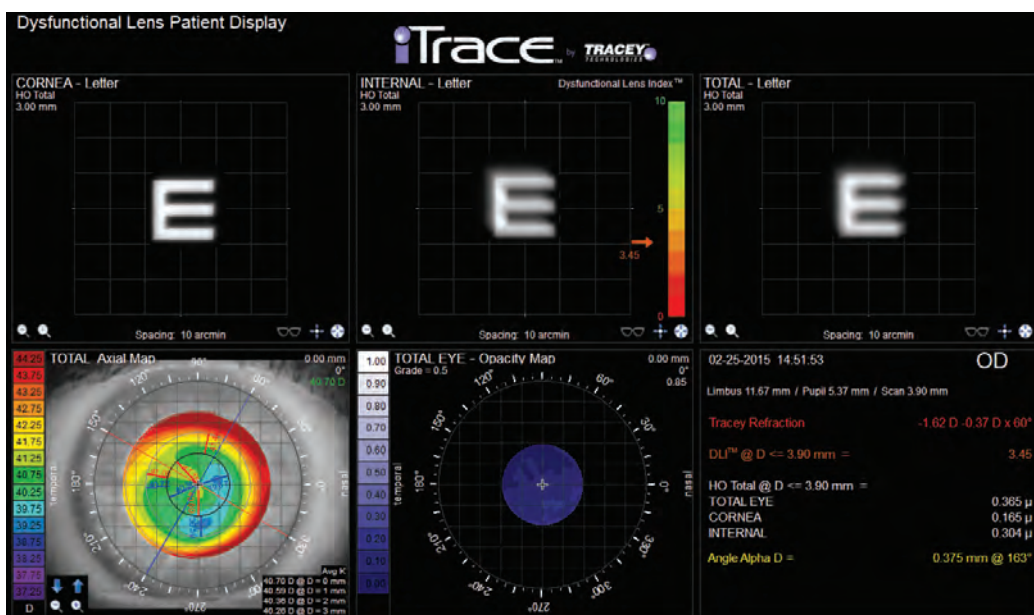 Dysfunctional Lens Patient Display
iTrace™ by TRACEY TECHNOLOGIES
CORNEA - Letter
HO Total
3.00 mm
Spacing: 10 arcmin
INTERNAL - Letter
HO Total
3.00 mm
Dysfunctional Lens Index™
10
5
3.45
0
Spacing: 10 arcmin
TOTAL - Letter
HO Total
3.00 mm
Spacing: 10 arcmin
E
E
E
TOTAL Axial Map
0.00 mm
0°
40.70 D
44.25
43.75
43.25
42.75
42.25
41.75
41.25
40.75
40.25
39.75
39.25
38.75
38.25
37.75
37.25
D
90°
120°
60°
150°
temporal
180°
0°
nasal
210°
240°
270°
Avg K
40.70 D @ D = 0 mm
40.59 D @ D = 1 mm
40.36 D @ D = 2 mm
40.26 D @ D = 3 mm
TOTAL EYE - Opacity Map
Grade = 0.5
0.00 mm
0°
0.85
1.00
0.90
0.80
0.70
0.60
0.50
0.40
0.30
0.20
0.10
0.00
90°
120°
60°
150°
30°
temporal
180°
0°
nasal
210°
330°
240°
300°
270°
02-25-2015 14:51:53
OD
Limbus 11.67 mm / Pupil 5.37 mm / Scan 3.90 mm
Tracey Refraction -1.62 D -0.37 D x 60°
DLI™ @ D <= 3.90 mm = 3.45
HO Total @ D <= 3.90 mm =
TOTAL EYE 0.365 µ
CORNEA 0.165 µ
INTERNAL 0.304 µ
Angle Alpha D = 0.375 mm @ 163°